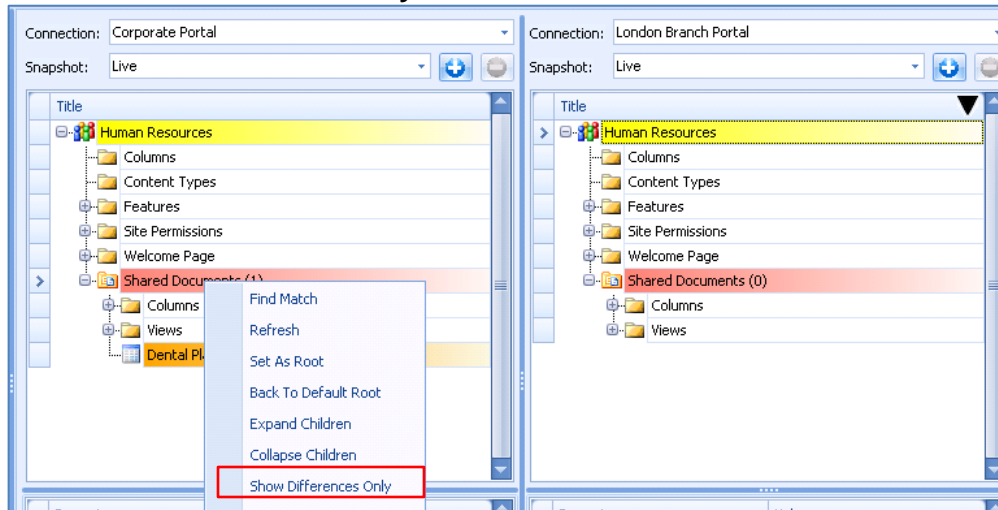 Connection: Corporate Portal
Snapshot: Live
Title
Human Resources
Columns
Content Types
Features
Site Permissions
Welcome Page
Shared Documents (1)
Columns
Views
Dental
Find Match
Refresh
Set As Root
Back To Default Root
Expand Children
Collapse Children
Show Differences Only
Connection: London Branch Portal
Snapshot: Live
Title
Human Resources
Columns
Content Types
Features
Site Permissions
Welcome Page
Shared Documents (0)
Columns
Views